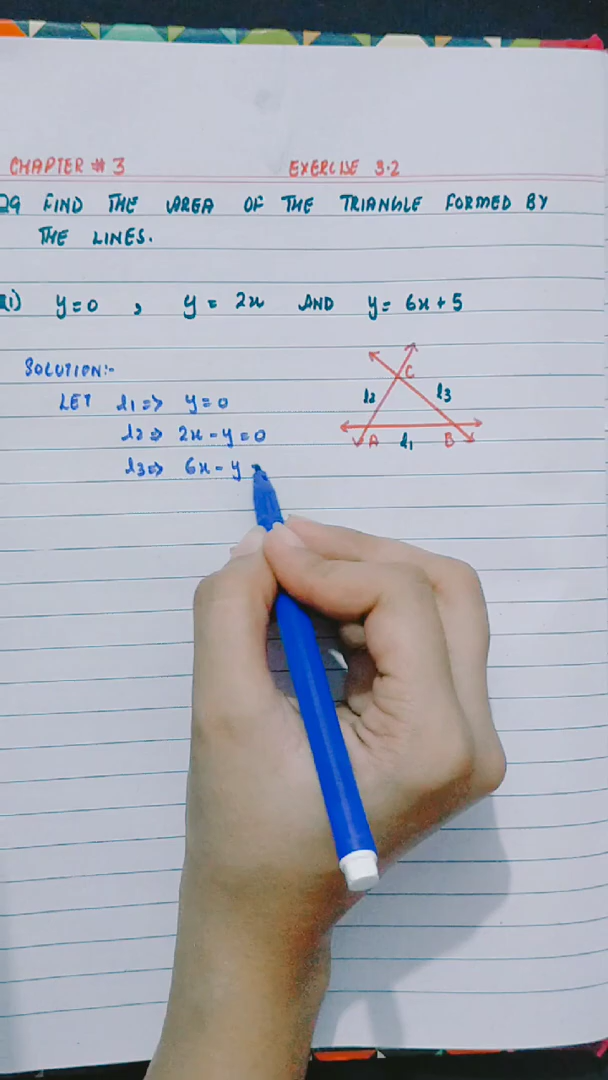 CHAPTER # 3 EXERCISE 3.2
Q9 FIND THE AREA OF THE TRIANGLE FORMED BY
THE LINES.
i) y=0 , y = 2x AND y = 6x + 5
SOLUTION:-
LET l1 => y = 0
l2 => 2x - y = 0
l3 => 6x - y
C
l2 l3
A l1 B